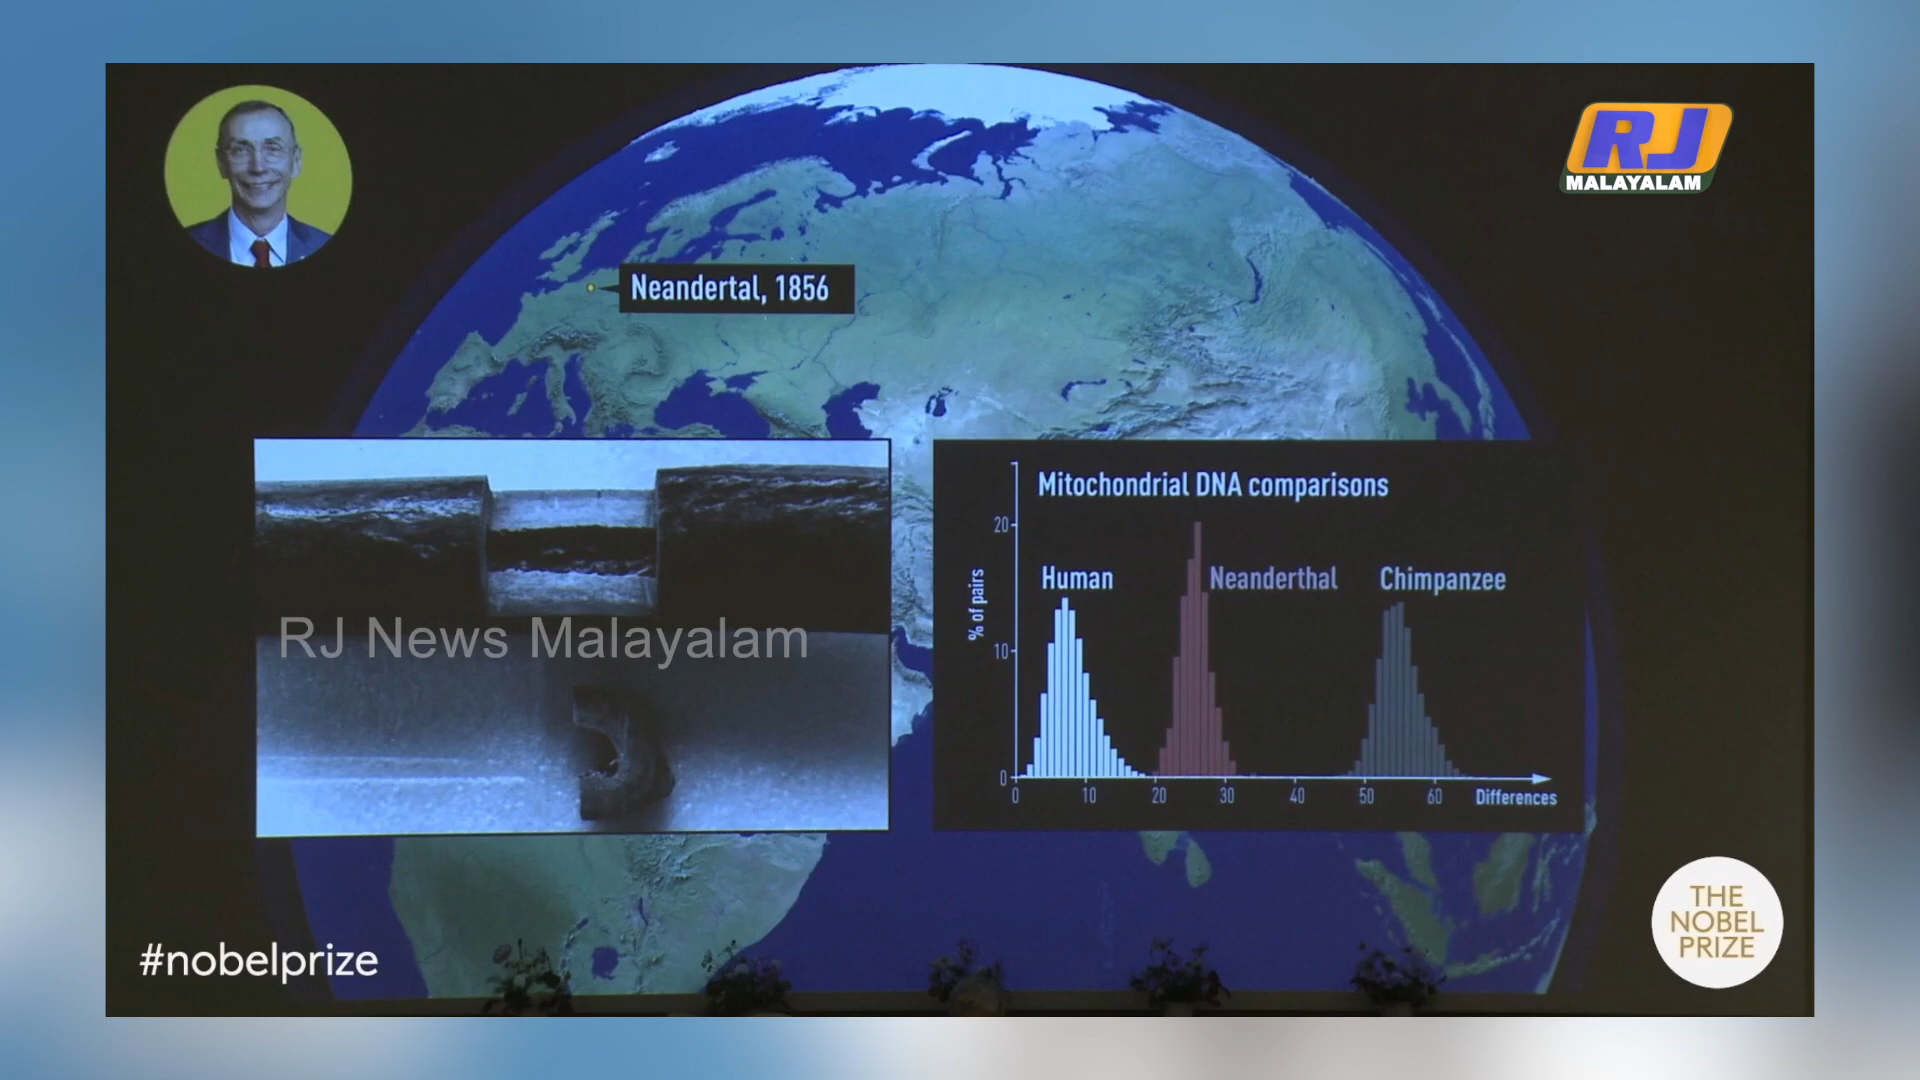 RJ
MALAYALAM
Neandertal, 1856
Mitochondrial DNA comparisons
20
Human
Neanderthal
Chimpanzee
% of pairs
10
0
0 10 20 30 40 50 60 Differences
RJ News Malayalam
#nobelprize
THE
NOBEL
PRIZE